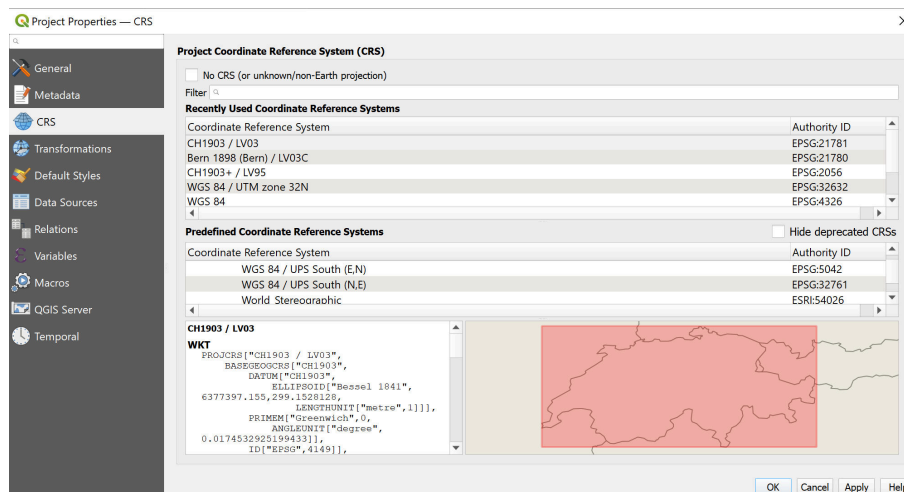 Project Properties — CRS
General
Metadata
CRS
Transformations
Default Styles
Data Sources
Relations
Variables
Macros
QGIS Server
Temporal
Project Coordinate Reference System (CRS)
No CRS (or unknown/non-Earth projection)
Filter
Recently Used Coordinate Reference Systems
Coordinate Reference System Authority ID
CH1903 / LV03 EPSG:21781
Bern 1898 (Bern) / LV03C EPSG:21780
CH1903+ / LV95 EPSG:2056
WGS 84 / UTM zone 32N EPSG:32632
WGS 84 EPSG:4326
Predefined Coordinate Reference Systems Hide deprecated CRSs
Coordinate Reference System Authority ID
WGS 84 / UPS South (E,N) EPSG:5042
WGS 84 / UPS South (N,E) EPSG:32761
World Stereographic ESRI:54026
CH1903 / LV03
WKT
PROJCRS["CH1903 / LV03",
BASEGEOGCRS["CH1903",
DATUM["CH1903",
ELLIPSOID["Bessel 1841",
6377397.155,299.1528128,
LENGTHUNIT["metre",1]]],
PRIMEM["Greenwich",0,
ANGLEUNIT["degree",
0.0174532925199433]],
ID["EPSG",4149]],
OK Cancel Apply Help